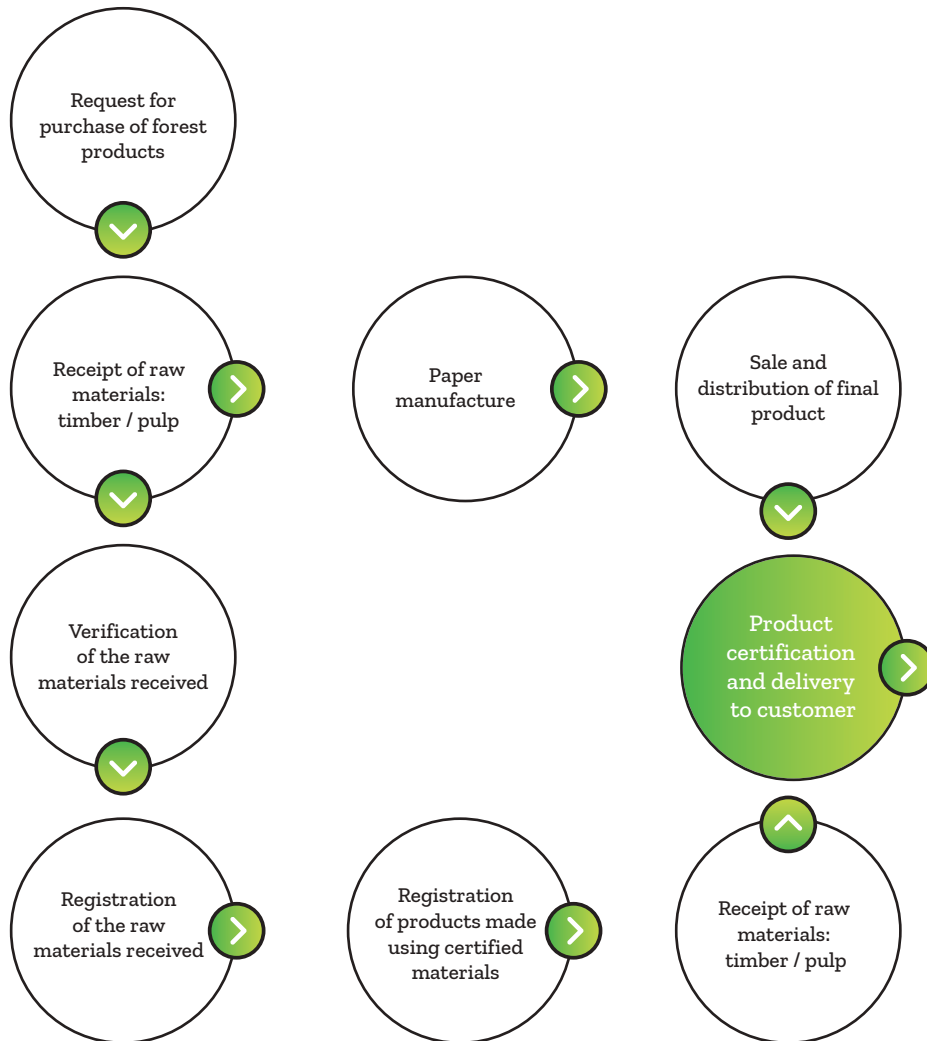 Request for
purchase of forest
products
Receipt of raw
materials:
timber / pulp
Paper
manufacture
Sale and
distribution of final
product
Verification
of the raw
materials received
Product
certification
and delivery
to customer
Registration
of the raw
materials received
Registration
of products made
using certified
materials
Receipt of raw
materials:
timber / pulp